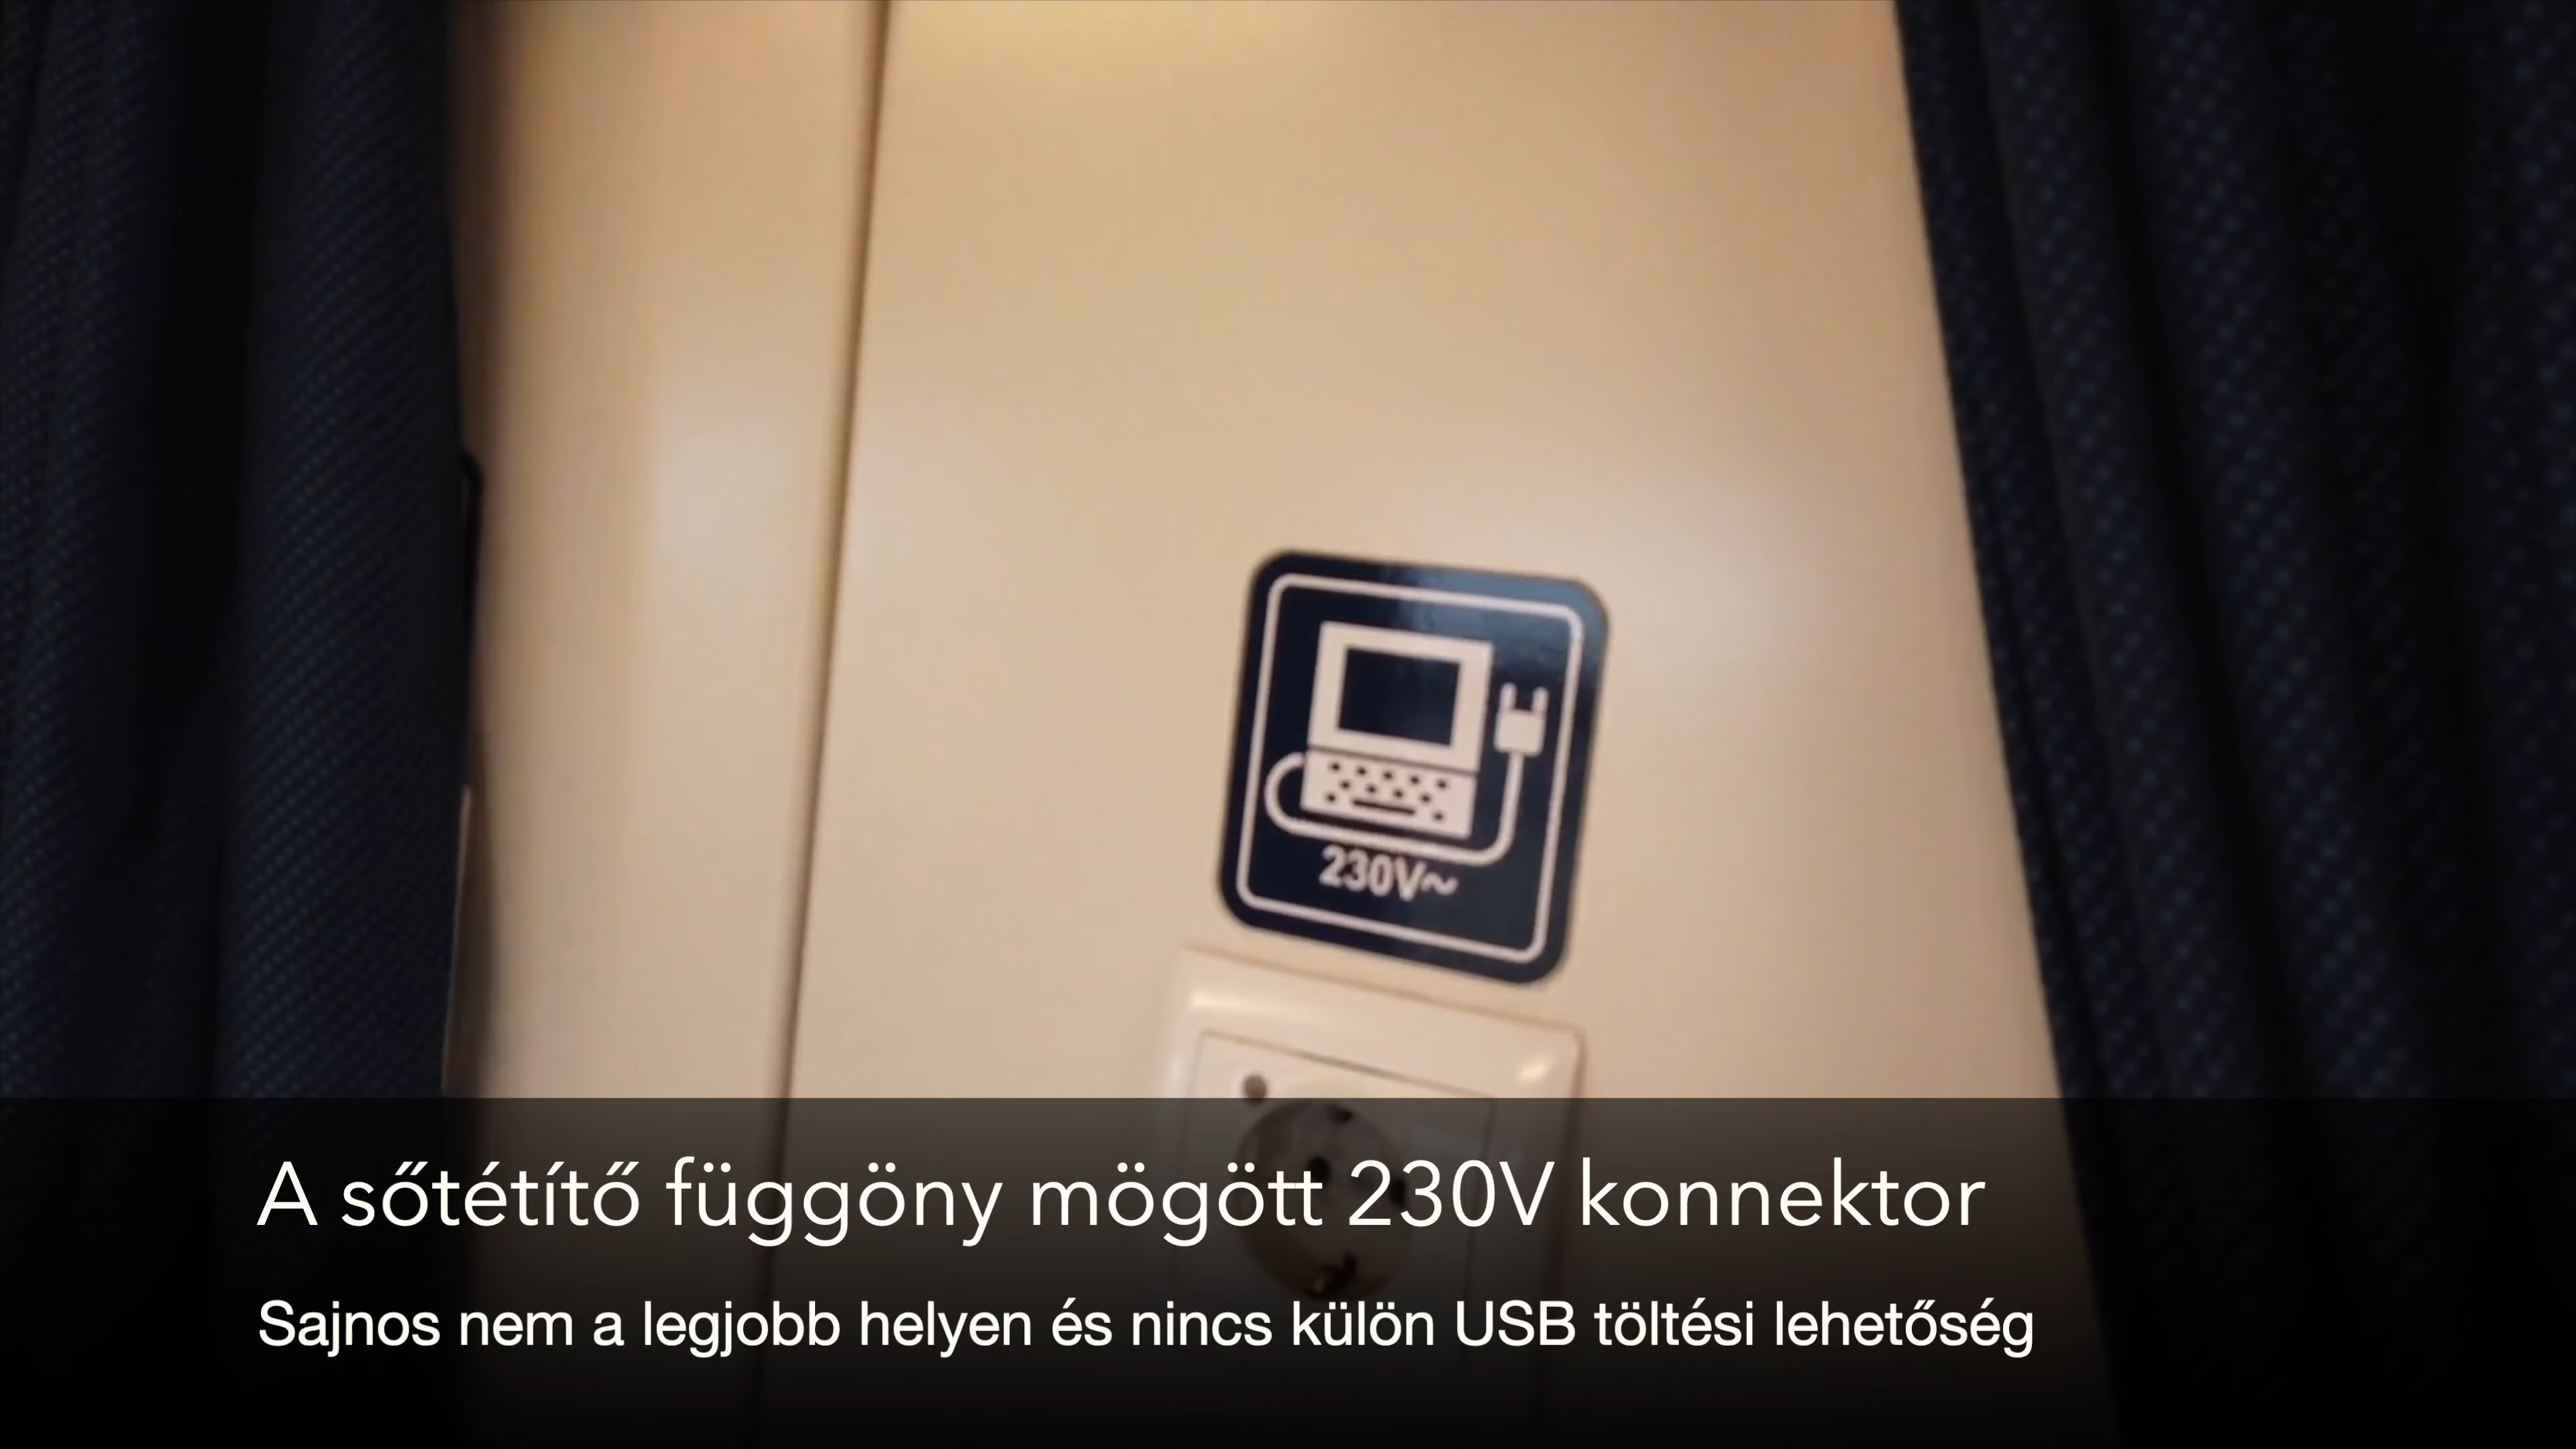 230V~
A sőtétítő függöny mögött 230V konnektor
Sajnos nem a legjobb helyen és nincs külön USB töltési lehetőség